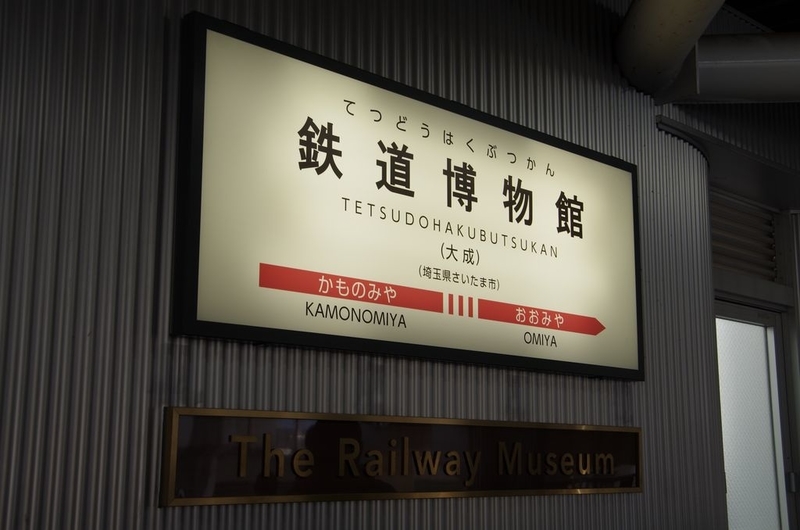 てつどうはくぶつかん
鉄道博物館
TETSUDOHAKUBUTSUKAN
(大成)
(埼玉県さいたま市)
かものみや おおみや
KAMONOMIYA OMIYA
The Railway Museum